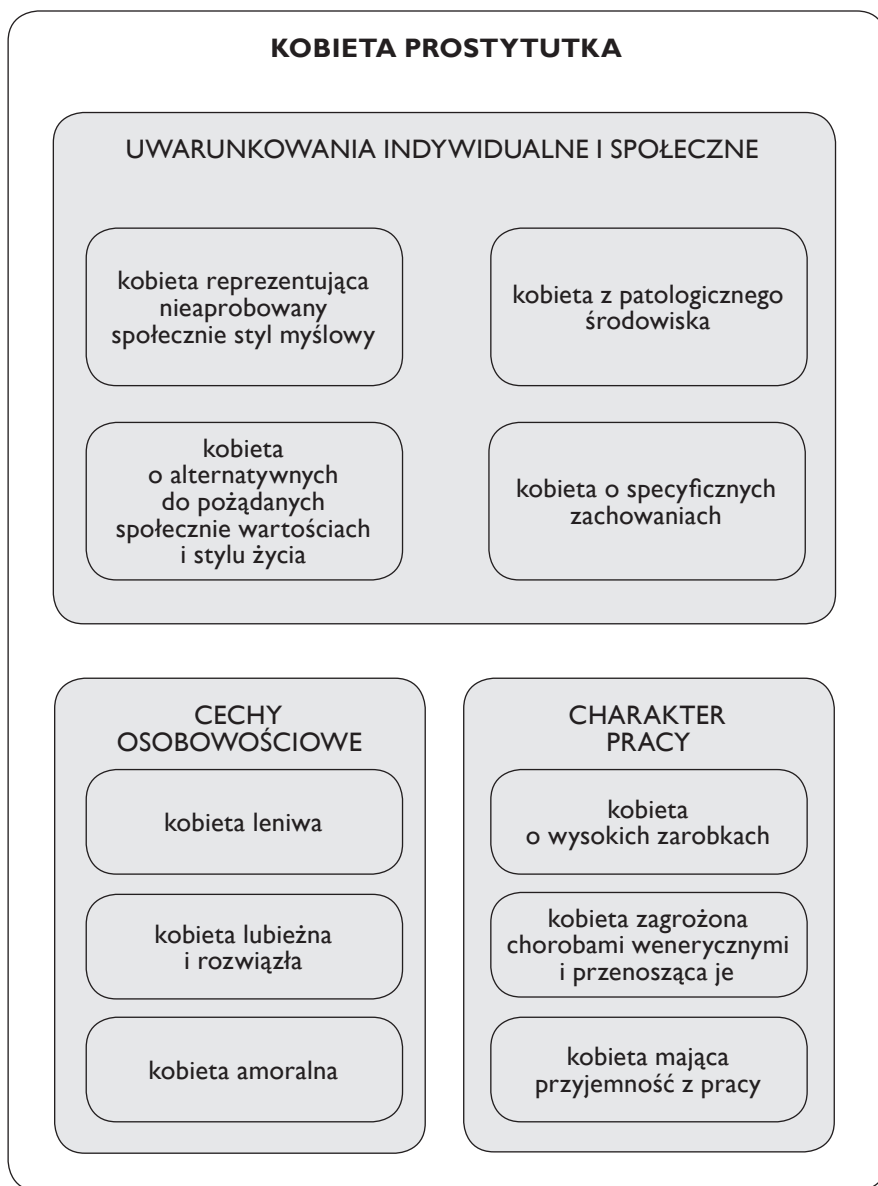 KOBIETA PROSTYTUTKA
UWARUNKOWANIA INDYWIDUALNE I SPOŁECZNE
kobieta reprezentująca
nieaprobowany
społecznie styl myślowy
kobieta z patologicznego
środowiska
kobieta
o alternatywnych
do pożądanych
społecznie wartościach
i stylu życia
kobieta o specyficznych
zachowaniach
CECHY
OSOBOWOŚCIOWE
kobieta leniwa
kobieta lubieżna
i rozwiązła
kobieta amoralna
CHARAKTER
PRACY
kobieta
o wysokich zarobkach
kobieta zagrożona
chorobami wenerycznymi
i przenosząca je
kobieta mająca
przyjemność z pracy